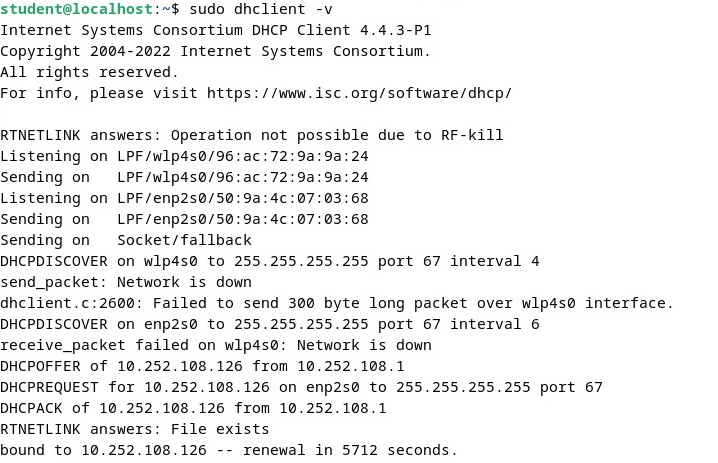 student@localhost:~$ sudo dhclient -v
Internet Systems Consortium DHCP Client 4.4.3-P1
Copyright 2004-2022 Internet Systems Consortium.
All rights reserved.
For info, please visit https://www.isc.org/software/dhcp/

RTNETLINK answers: Operation not possible due to RF-kill
Listening on LPF/wlp4s0/96:ac:72:9a:9a:24
Sending on   LPF/wlp4s0/96:ac:72:9a:9a:24
Listening on LPF/enp2s0/50:9a:4c:07:03:68
Sending on   LPF/enp2s0/50:9a:4c:07:03:68
Sending on   Socket/fallback
DHCPDISCOVER on wlp4s0 to 255.255.255.255 port 67 interval 4
send_packet: Network is down
dhclient.c:2600: Failed to send 300 byte long packet over wlp4s0 interface.
DHCPDISCOVER on enp2s0 to 255.255.255.255 port 67 interval 6
receive_packet failed on wlp4s0: Network is down
DHCPOFFER of 10.252.108.126 from 10.252.108.1
DHCPREQUEST for 10.252.108.126 on enp2s0 to 255.255.255.255 port 67
DHCPACK of 10.252.108.126 from 10.252.108.1
RTNETLINK answers: File exists
bound to 10.252.108.126 -- renewal in 5712 seconds.